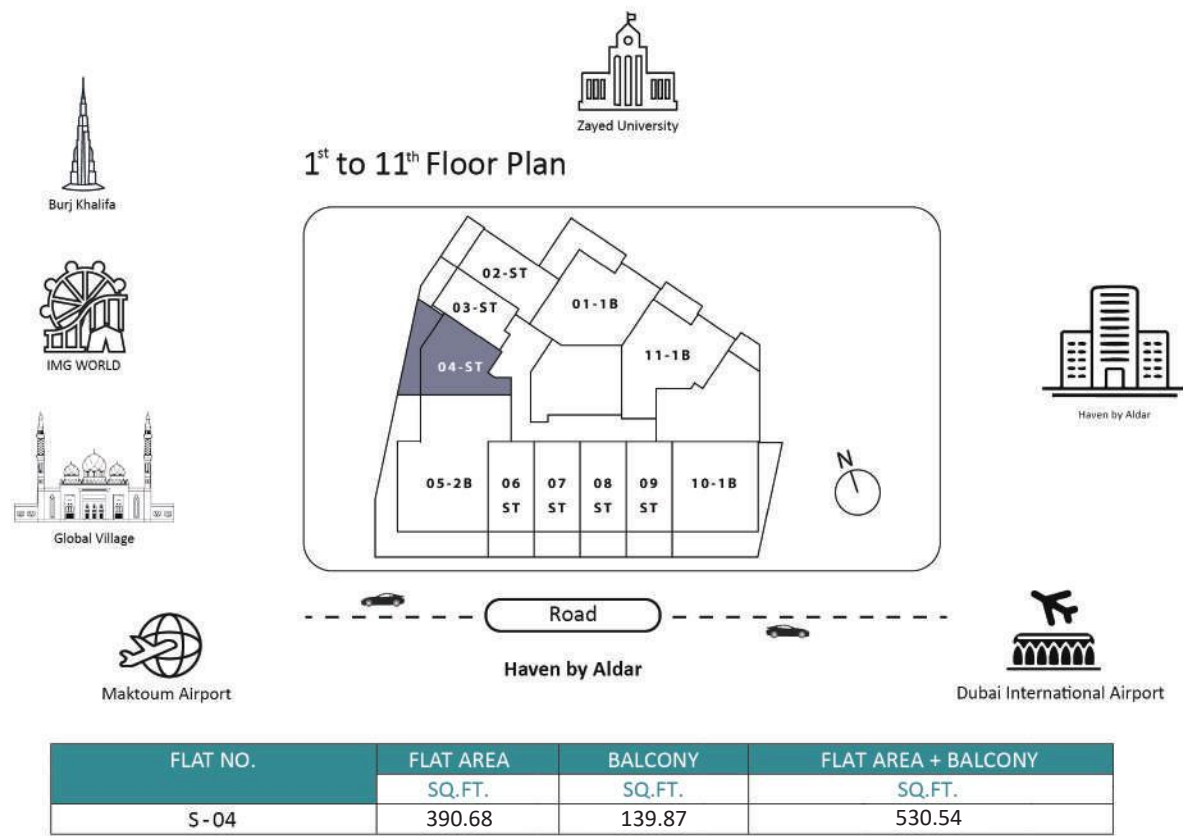 Zayed University
Burj Khalifa
1st to 11th Floor Plan
IMG WORLD
02-ST
03-ST
01-1B
04-ST
11-1B
Haven by Aldar
Global Village
05-2B
06
ST
07
ST
08
ST
09
ST
10-1B
N
Road
Haven by Aldar
Maktoum Airport
Dubai International Airport
FLAT NO. FLAT AREA BALCONY FLAT AREA + BALCONY
SQ.FT. SQ.FT. SQ.FT.
S-04 390.68 139.87 530.54